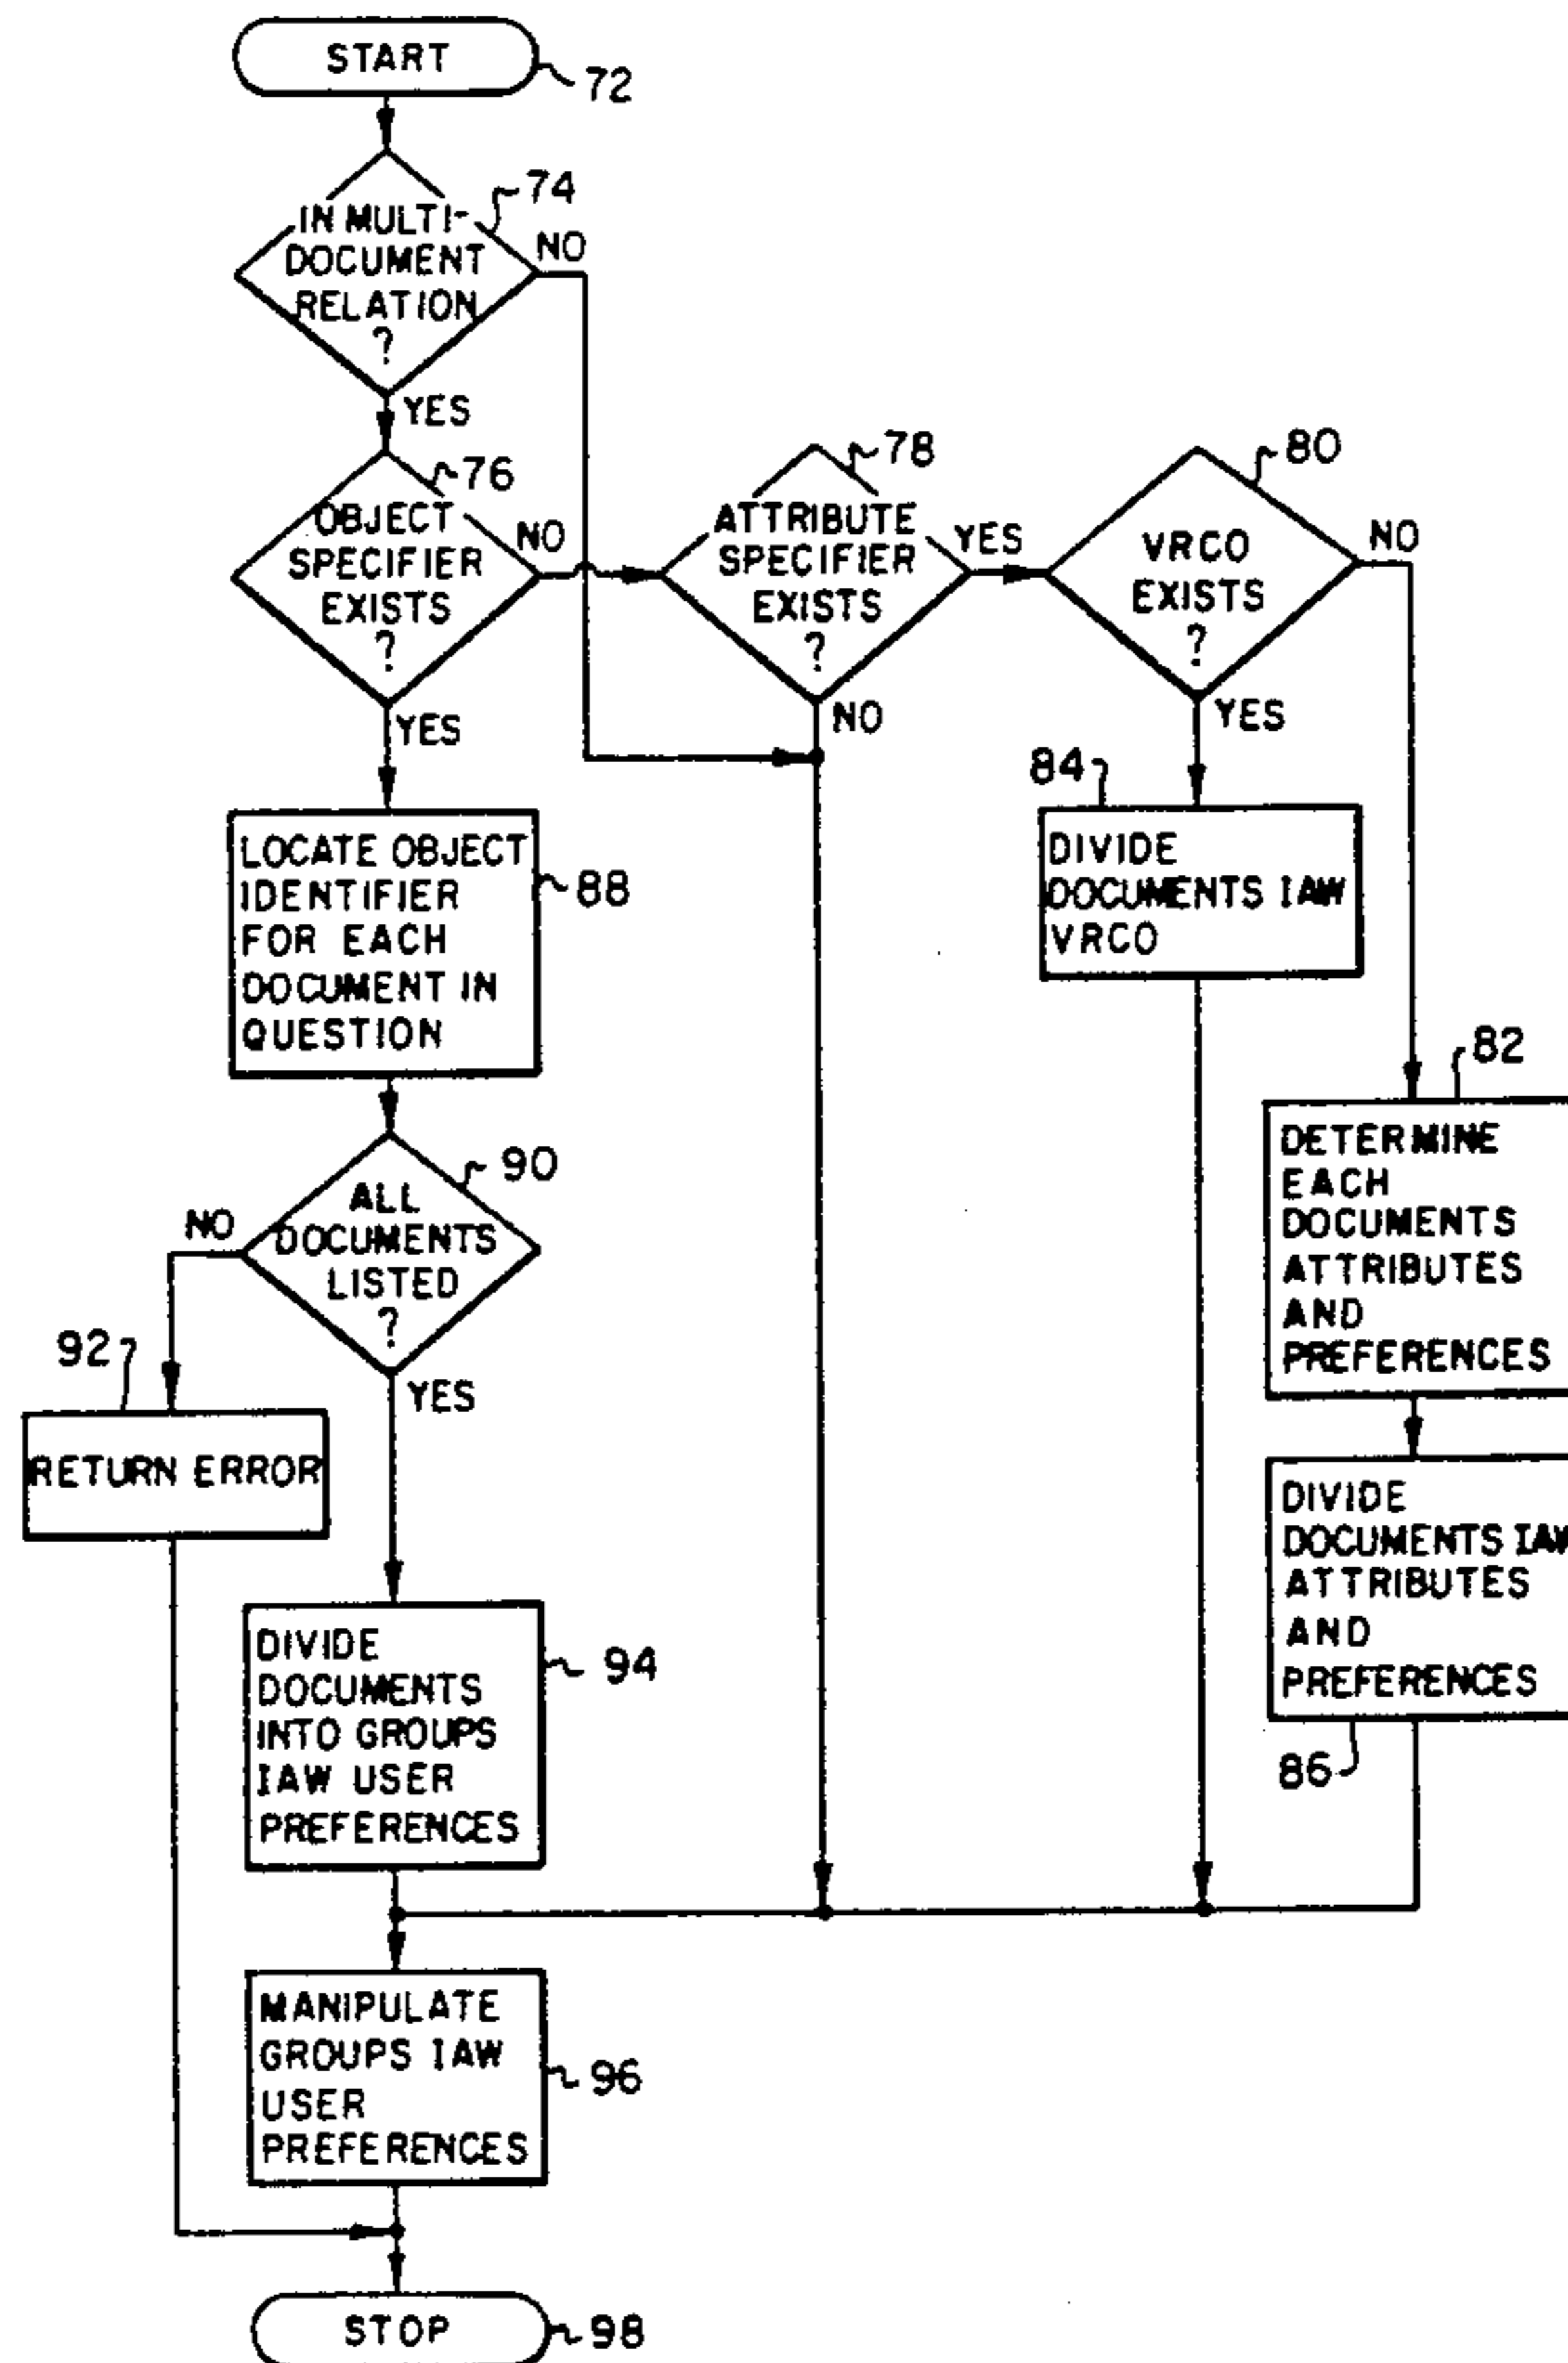 START
72
IN MULTI-
DOCUMENT
RELATION
?
74
NO
YES
OBJECT
SPECIFIER
EXISTS
?
76
NO
YES
ATTRIBUTE
SPECIFIER
EXISTS
?
78
YES
NO
VRCO
EXISTS
?
80
NO
YES
84
DIVIDE
DOCUMENTS IAW
VRCO
LOCATE OBJECT
IDENTIFIER
FOR EACH
DOCUMENT IN
QUESTION
88
82
DETERMINE
EACH
DOCUMENTS
ATTRIBUTES
AND
PREFERENCES
ALL
DOCUMENTS
LISTED
?
90
NO
YES
92
RETURN ERROR
DIVIDE
DOCUMENTS IAW
ATTRIBUTES
AND
PREFERENCES
86
DIVIDE
DOCUMENTS
INTO GROUPS
IAW USER
PREFERENCES
94
MANIPULATE
GROUPS IAW
USER
PREFERENCES
96
STOP
98